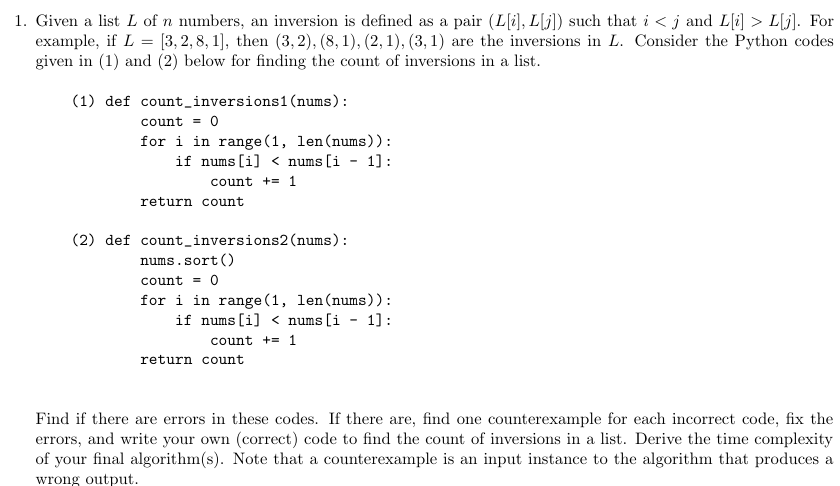 1. Given a list L of n numbers, an inversion is defined as a pair (L[i], L[j]) such that i < j and L[i] > L[j]. For
example, if L = [3, 2, 8, 1], then (3, 2), (8, 1), (2, 1), (3, 1) are the inversions in L. Consider the Python codes
given in (1) and (2) below for finding the count of inversions in a list.
(1) def count_inversions1(nums):
        count = 0
        for i in range(1, len(nums)):
            if nums[i] < nums[i - 1]:
                count += 1
        return count
(2) def count_inversions2(nums):
        nums.sort()
        count = 0
        for i in range(1, len(nums)):
            if nums[i] < nums[i - 1]:
                count += 1
        return count
Find if there are errors in these codes. If there are, find one counterexample for each incorrect code, fix the
errors, and write your own (correct) code to find the count of inversions in a list. Derive the time complexity
of your final algorithm(s). Note that a counterexample is an input instance to the algorithm that produces a
wrong output.